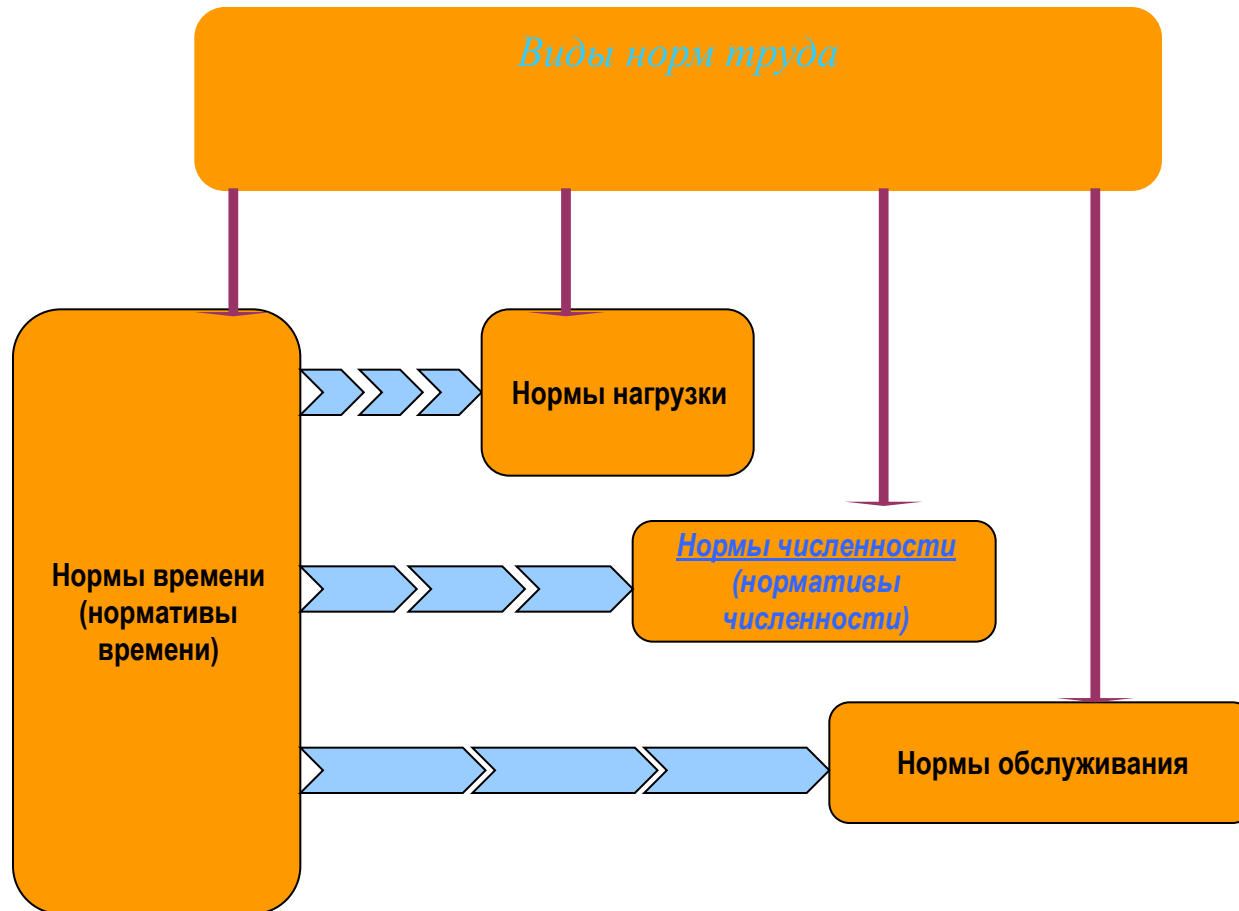 Виды норм труда
Нормы нагрузки
Нормы численности
(нормативы
численности)
Нормы времени
(нормативы
времени)
Нормы обслуживания